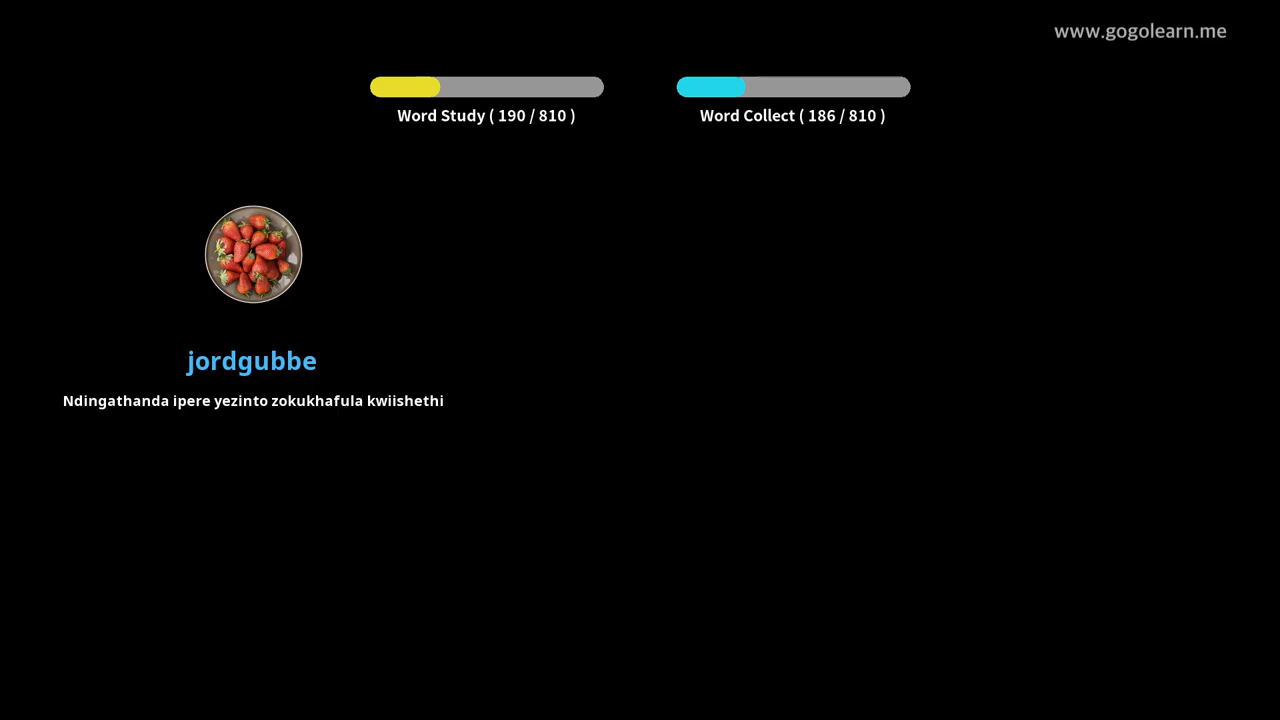 www.gogolearn.me
Word Study ( 190 / 810 )
Word Collect ( 186 / 810 )
jordgubbe
Ndingathanda ipere yezinto zokukhafula kwiishethi